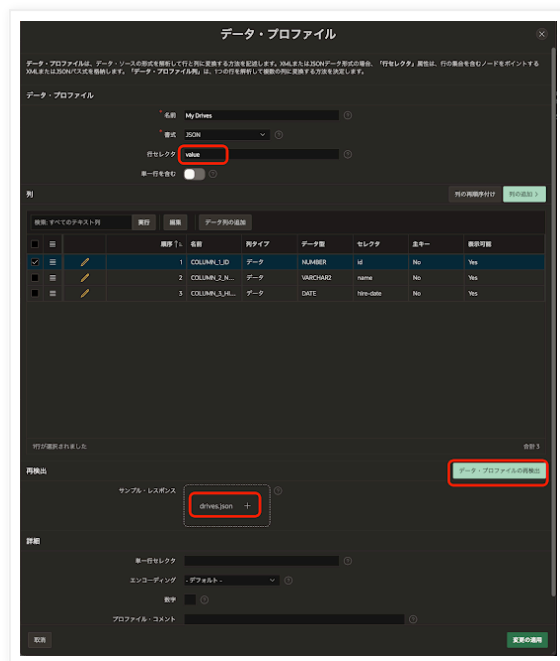 データ・プロファイル
データ・プロファイルは、データ・ソースの形式を解析して行と列に変換する方法を記述します。XMLまたはJSONデータ形式の場合、「行セレクタ」属性は、行の集合を含むノードをポイントする
XMLまたはJSONパス式を格納します。「データ・プロファイル列」は、1つの行を解析して複数の列に変換する方法を決定します。
データ・プロファイル
* 名前 My Drives
* 書式 JSON
行セレクタ value
単一行を含む
列
列の再順序付け 列の追加 >
検索: すべてのテキスト列 実行 編集 データ列の追加
順序 名前 列タイプ データ型 セレクタ 主キー 表示可能
1 COLUMN_1_ID データ NUMBER id No Yes
2 COLUMN_2_N... データ VARCHAR2 name No Yes
3 COLUMN_3_HI... データ DATE hire-date No Yes
1行が選択されました 合計 3
再検出 データ・プロファイルの再検出
サンプル・レスポンス
drives.json +
詳細
単一行セレクタ
エンコーディング - デフォルト -
数字
プロファイル・コメント
取消 変更の適用